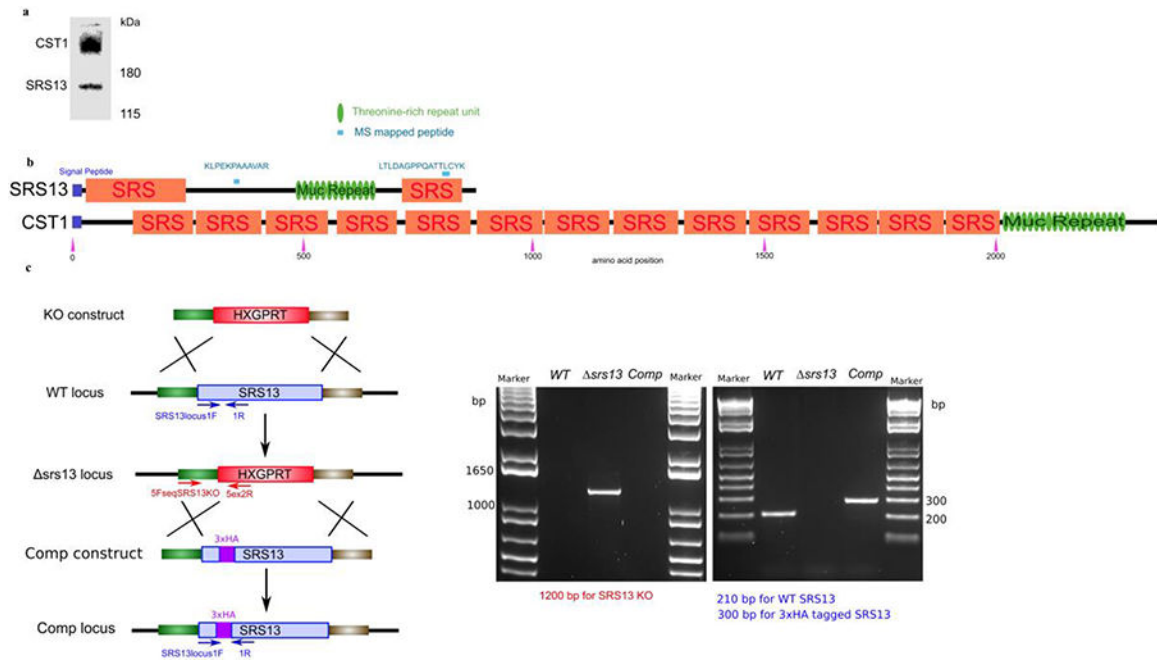 a
kDa
CST1
180
SRS13
115
Threonine-rich repeat unit
MS mapped peptide
b
Signal Peptide
KLPEKPAAAVAR
LTLDAGPPQATTLCYK
SRS13
SRS
Muc Repeat
SRS
CST1
SRS SRS SRS SRS SRS SRS SRS SRS SRS SRS SRS SRS Muc Repeat
0
500
1000
amino acid position
1500
2000
c
KO construct
HXGPRT
WT locus
SRS13
SRS13locus1F
1R
Δsrs13 locus
HXGPRT
5FseqSRS13KO
5ex2R
3xHA
Comp construct
SRS13
3xHA
Comp locus
SRS13
SRS13locus1F
1R
Marker
WT
Δsrs13
Comp
Marker
bp
1650
1000
1200 bp for SRS13 KO
Marker
WT
Δsrs13
Comp
Marker
bp
300
200
210 bp for WT SRS13
300 bp for 3xHA tagged SRS13